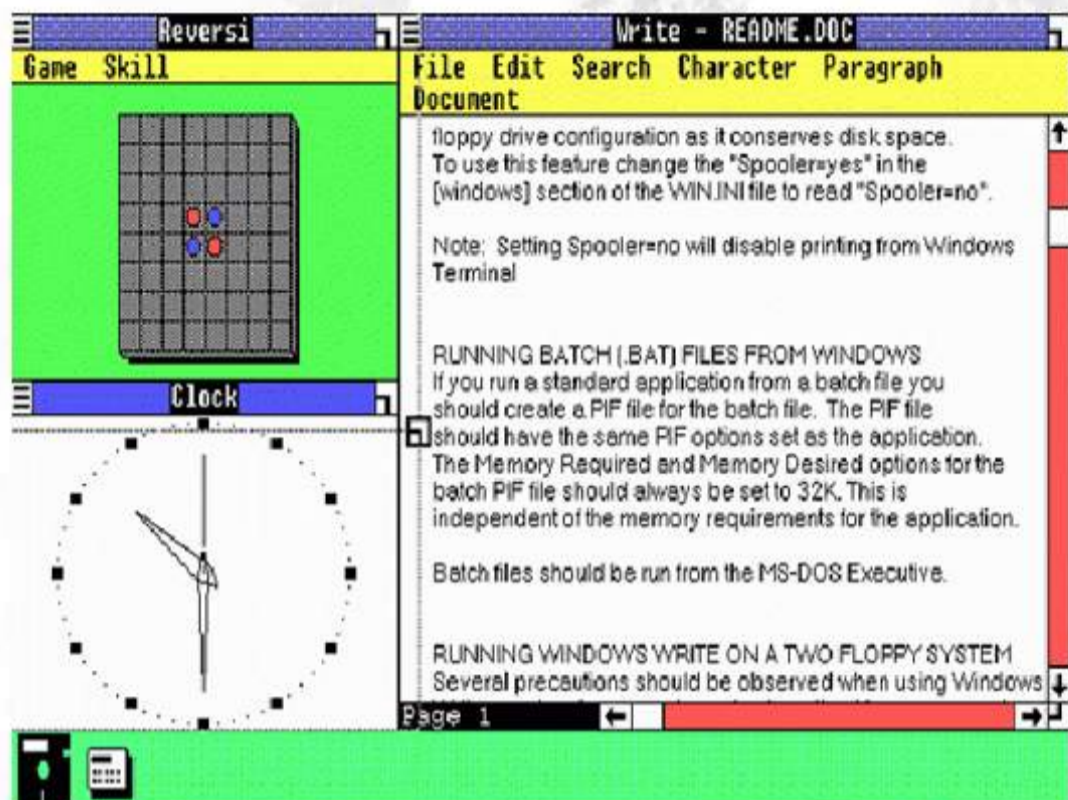 Reversi
Game Skill
Clock
Write - README.DOC
File Edit Search Character Paragraph
Document
floppy drive configuration as it conserves disk space.
To use this feature change the "Spooler=yes" in the
[windows] section of the WIN.INI file to read "Spooler=no".
Note: Setting Spooler=no will disable printing from Windows
Terminal
RUNNING BATCH (.BAT) FILES FROM WINDOWS
If you run a standard application from a batch file you
should create a PIF file for the batch file. The PIF file
should have the same PIF options set as the application.
The Memory Required and Memory Desired options for the
batch PIF file should always be set to 32K. This is
independent of the memory requirements for the application.
Batch files should be run from the MS-DOS Executive.
RUNNING WINDOWS WRITE ON A TWO FLOPPY SYSTEM
Several precautions should be observed when using Windows
Page 1